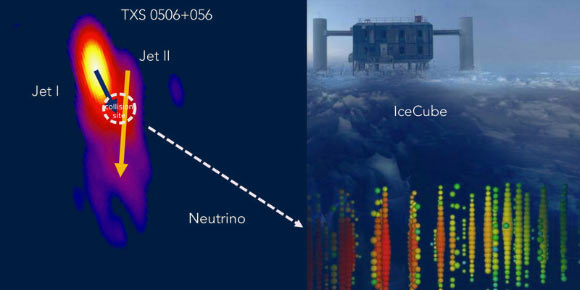 TXS 0506+056
Jet II
Jet I
collision
site
IceCube
Neutrino